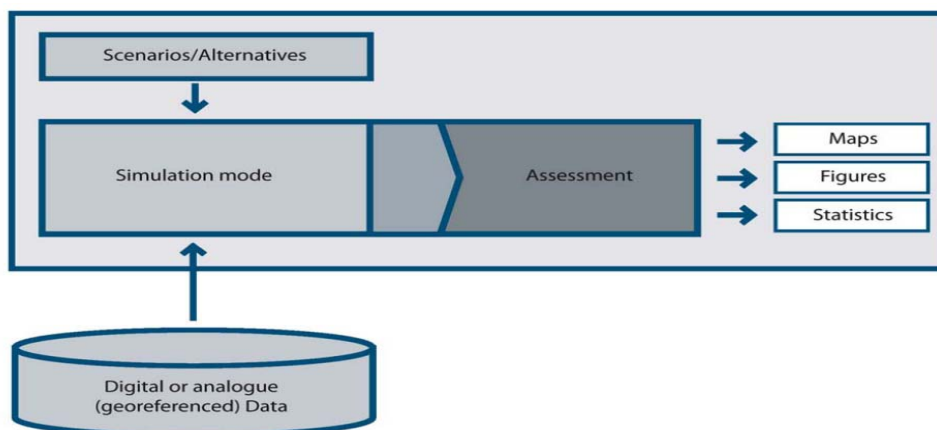 Scenarios/Alternatives
Simulation mode
Assessment
Maps
Figures
Statistics
Digital or analogue
(georeferenced) Data